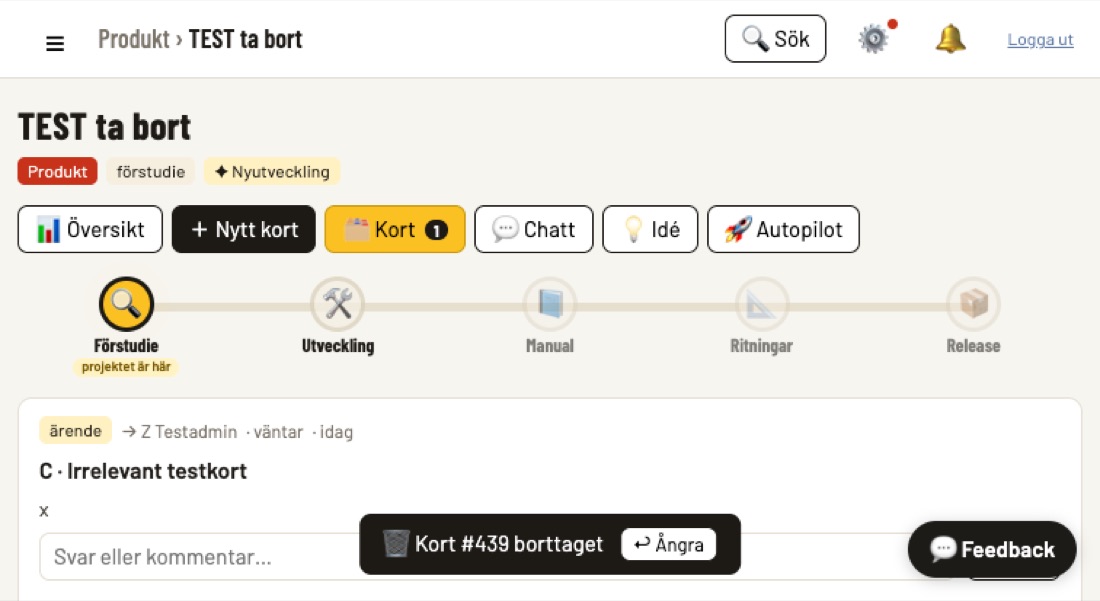 Produkt › TEST ta bort
Sök
Logga ut
TEST ta bort
Produkt
förstudie
✦ Nyutveckling
Översikt
+ Nytt kort
Kort 1
Chatt
Idé
Autopilot
Förstudie
projektet är här
Utveckling
Manual
Ritningar
Release
ärende → Z Testadmin · väntar · idag
C · Irrelevant testkort
x
Svar eller kommentar...
Kort #439 borttaget
↩ Ångra
Feedback